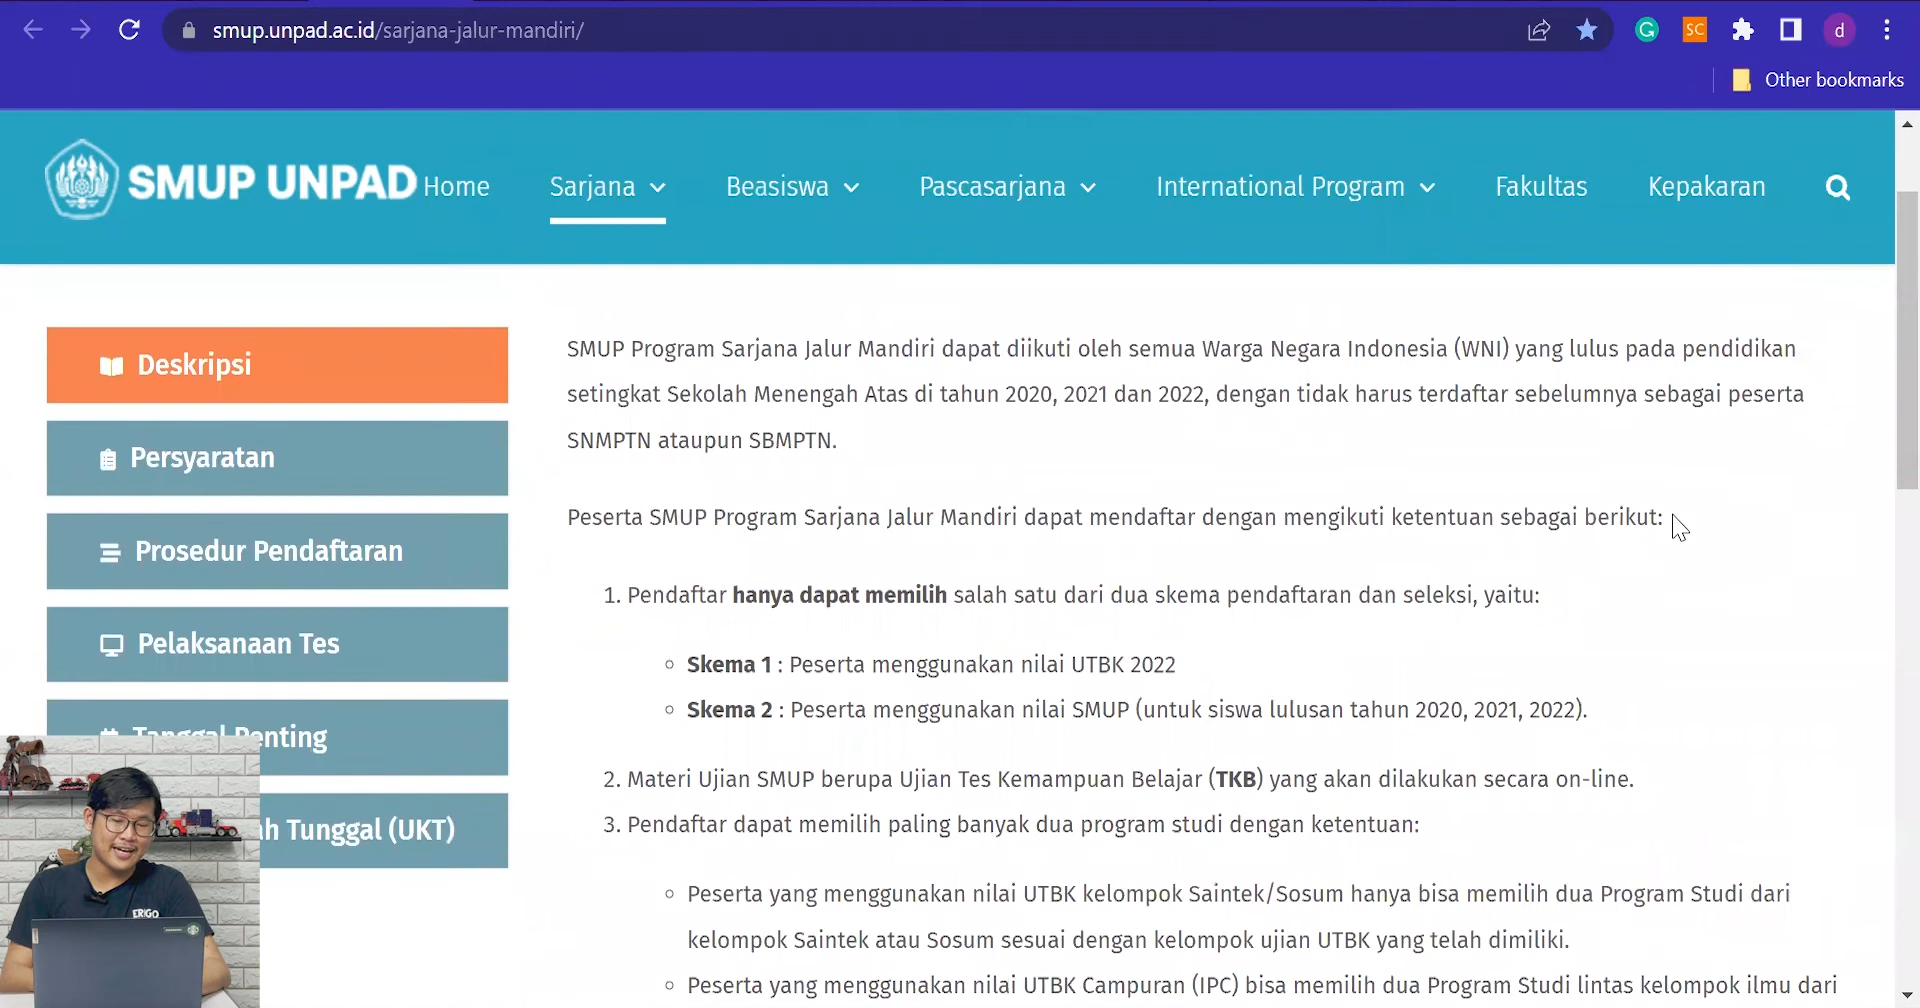 smup.unpad.ac.id/sarjana-jalur-mandiri/
G
SC
d
Other bookmarks
SMUP UNPAD
Home
Sarjana
Beasiswa
Pascasarjana
International Program
Fakultas
Kepakaran
Deskripsi
Persyaratan
Prosedur Pendaftaran
Pelaksanaan Tes
Tanggal Penting
h Tunggal (UKT)
SMUP Program Sarjana Jalur Mandiri dapat diikuti oleh semua Warga Negara Indonesia (WNI) yang lulus pada pendidikan
setingkat Sekolah Menengah Atas di tahun 2020, 2021 dan 2022, dengan tidak harus terdaftar sebelumnya sebagai peserta
SNMPTN ataupun SBMPTN.
Peserta SMUP Program Sarjana Jalur Mandiri dapat mendaftar dengan mengikuti ketentuan sebagai berikut:
1. Pendaftar hanya dapat memilih salah satu dari dua skema pendaftaran dan seleksi, yaitu:
Skema 1 : Peserta menggunakan nilai UTBK 2022
Skema 2 : Peserta menggunakan nilai SMUP (untuk siswa lulusan tahun 2020, 2021, 2022).
2. Materi Ujian SMUP berupa Ujian Tes Kemampuan Belajar (TKB) yang akan dilakukan secara on-line.
3. Pendaftar dapat memilih paling banyak dua program studi dengan ketentuan:
Peserta yang menggunakan nilai UTBK kelompok Saintek/Sosum hanya bisa memilih dua Program Studi dari
kelompok Saintek atau Sosum sesuai dengan kelompok ujian UTBK yang telah dimiliki.
Peserta yang menggunakan nilai UTBK Campuran (IPC) bisa memilih dua Program Studi lintas kelompok ilmu dari
ERIGO